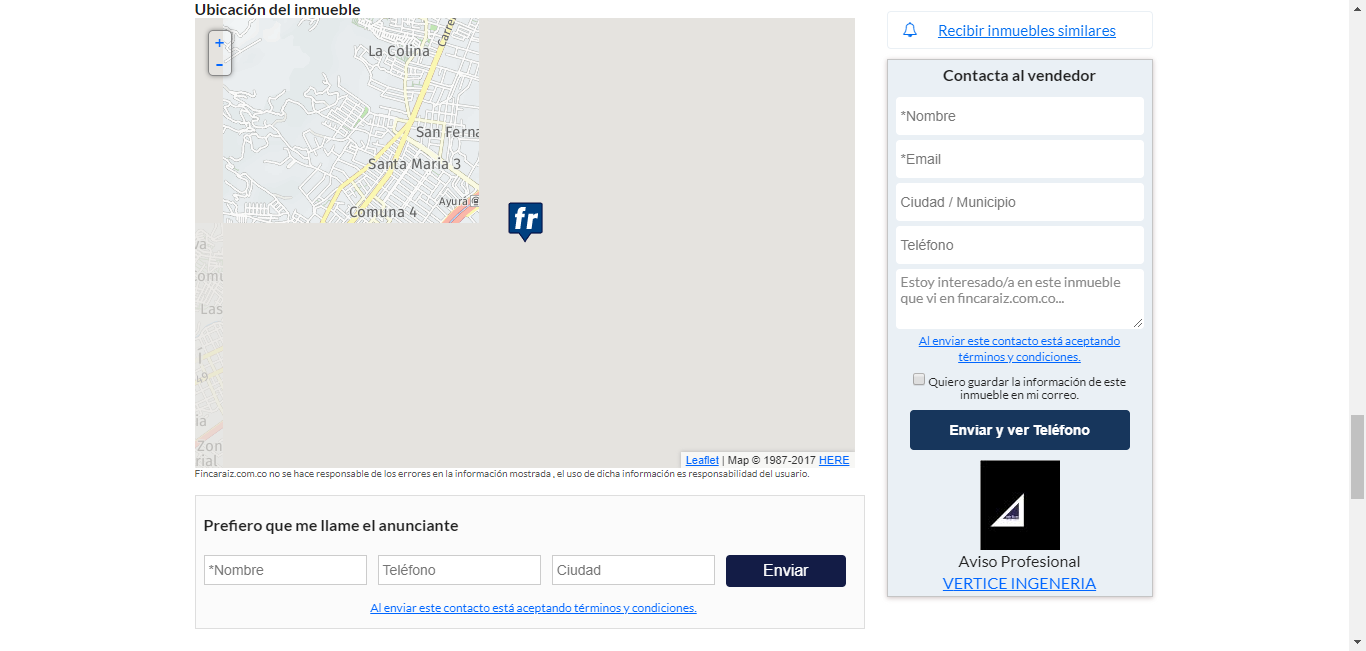 Ubicación del inmueble
+
-
La Colina
Carre
San Ferna
Santa Maria 3
Ayurá
Comuna 4
fr
va
Comu
Las
í
49
ia
Zon
rial
Leaflet | Map © 1987-2017 HERE
Fincaraiz.com.co no se hace responsable de los errores en la información mostrada , el uso de dicha información es responsabilidad del usuario.
Prefiero que me llame el anunciante
*Nombre
Teléfono
Ciudad
Enviar
Al enviar este contacto está aceptando términos y condiciones.
Recibir inmuebles similares
Contacta al vendedor
*Nombre
*Email
Ciudad / Municipio
Teléfono
Estoy interesado/a en este inmueble
que vi en fincaraiz.com.co...
Al enviar este contacto está aceptando
términos y condiciones.
Quiero guardar la información de este
inmueble en mi correo.
Enviar y ver Teléfono
Aviso Profesional
VERTICE INGENERIA